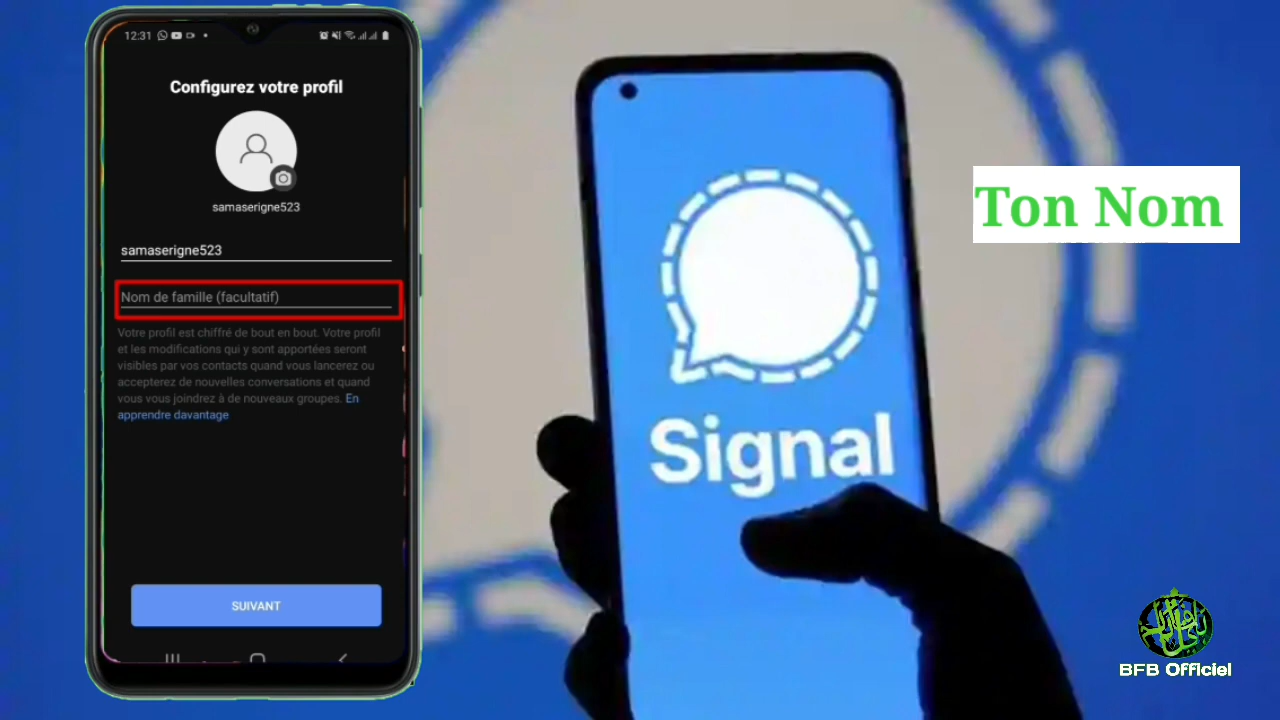 12:31
Configurez votre profil
samaserigne523
samaserigne523
Nom de famille (facultatif)
Votre profil est chiffré de bout en bout. Votre profil
et les modifications qui y sont apportées seront
visibles par vos contacts quand vous lancerez ou
accepterez de nouvelles conversations et quand
vous vous joindrez à de nouveaux groupes. En
apprendre davantage
SUIVANT
Signal
Ton Nom
BFB Officiel